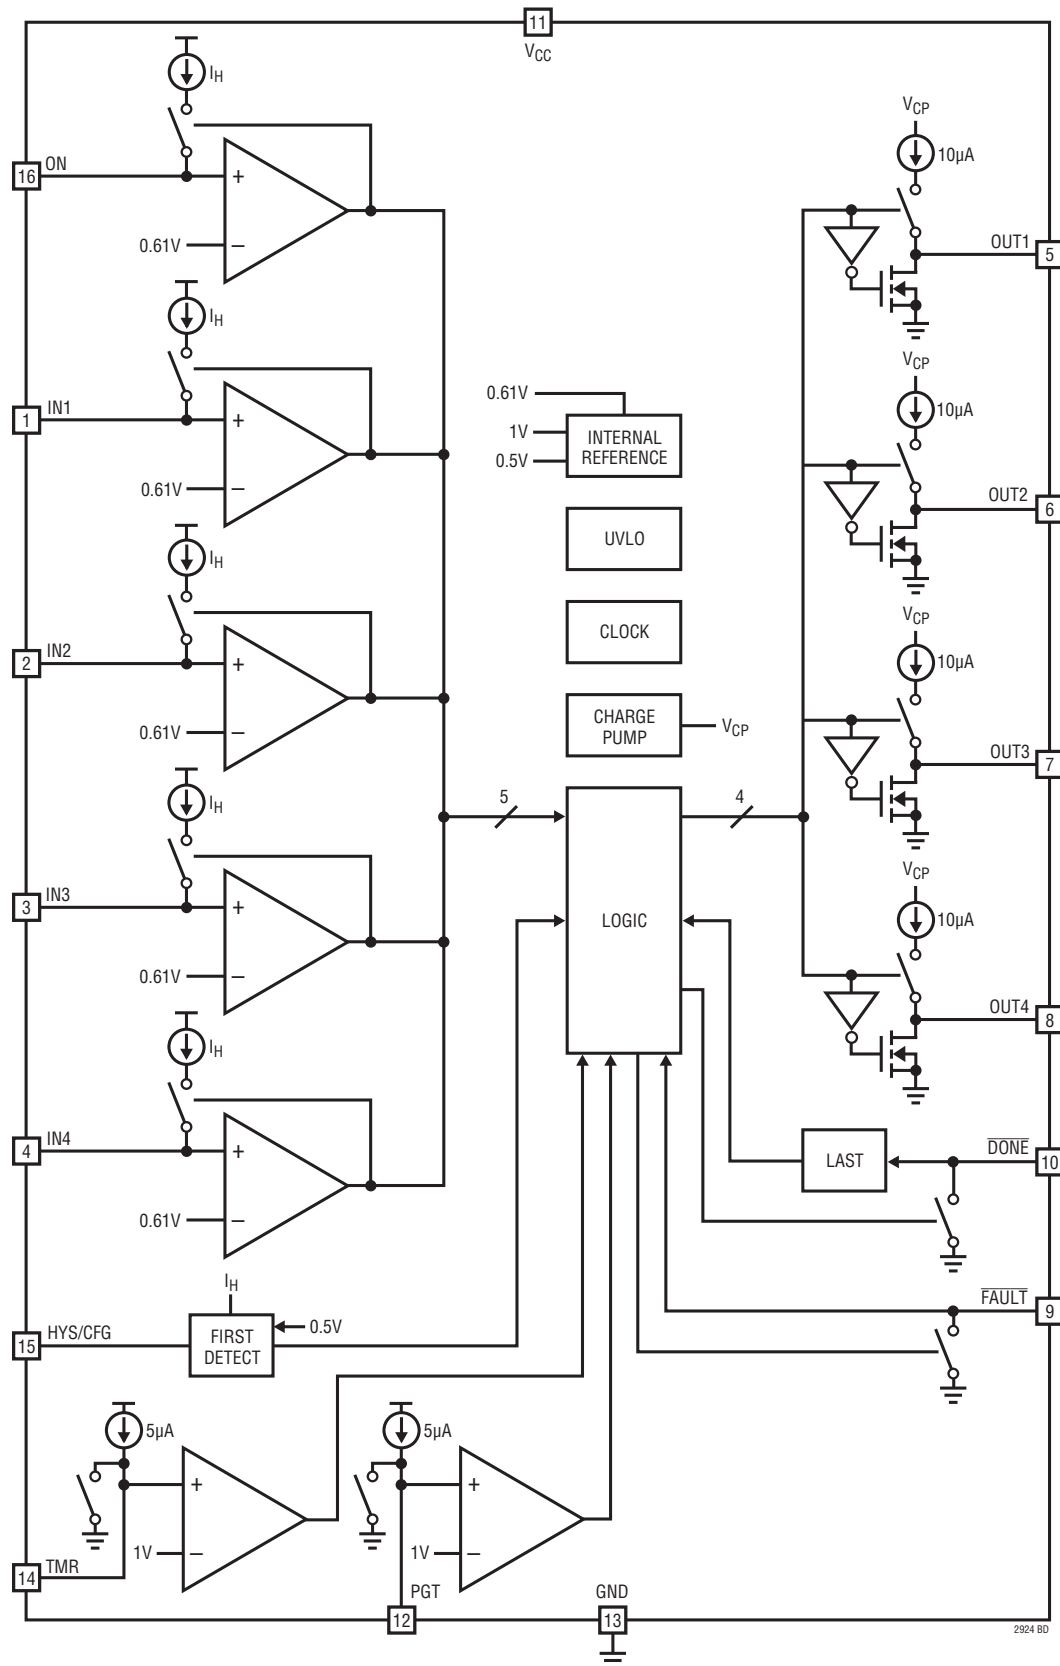 11
VCC
IH
16 ON
+
0.61V
–
IH
1 IN1
+
0.61V
–
IH
2 IN2
+
0.61V
–
IH
3 IN3
+
0.61V
–
IH
4 IN4
+
0.61V
–
IH
15 HYS/CFG
FIRST
DETECT
0.5V
5µA
+
1V
–
14 TMR
5µA
+
1V
–
PGT
12
GND
13
0.61V
1V
0.5V
INTERNAL
REFERENCE
UVLO
CLOCK
CHARGE
PUMP
VCP
5
LOGIC
4
VCP
10µA
OUT1
5
VCP
10µA
OUT2
6
VCP
10µA
OUT3
7
VCP
10µA
OUT4
8
LAST
DONE
10
FAULT
9
2924 BD